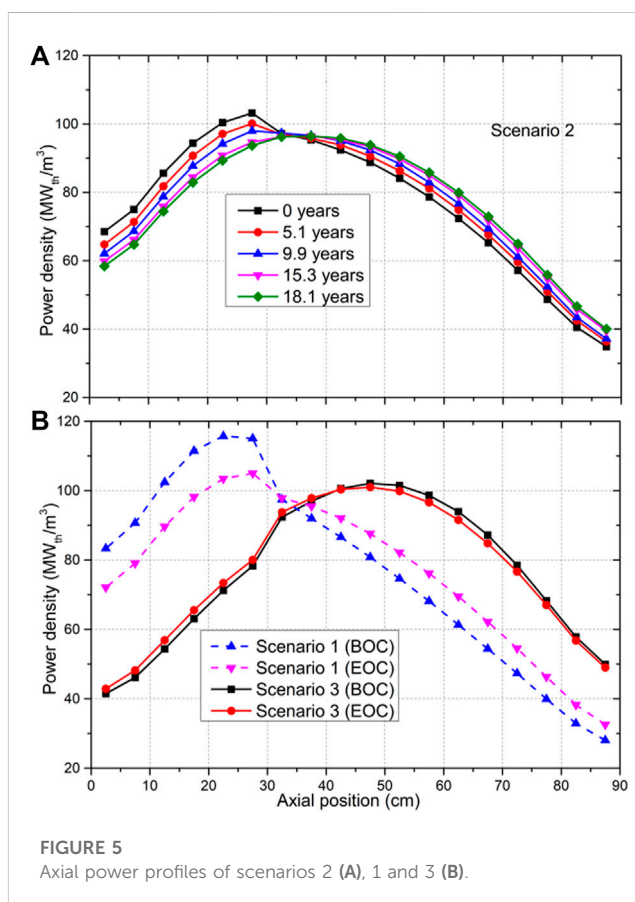 A
120
100
80
60
40
20
Power density (MWth/m³)
Scenario 2
0 years
5.1 years
9.9 years
15.3 years
18.1 years
B
120
100
80
60
40
20
Power density (MWth/m³)
Scenario 1 (BOC)
Scenario 1 (EOC)
Scenario 3 (BOC)
Scenario 3 (EOC)
0 10 20 30 40 50 60 70 80 90
Axial position (cm)
FIGURE 5
Axial power profiles of scenarios 2 (A), 1 and 3 (B).